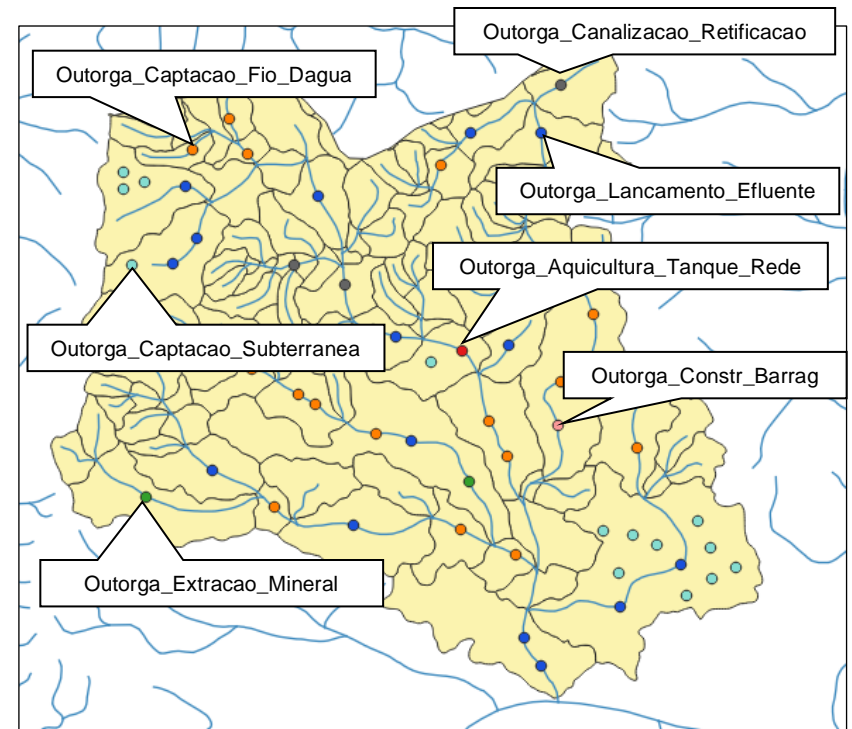 Outorga_Canalizacao_Retificacao
Outorga_Captacao_Fio_Dagua
Outorga_Lancamento_Efluente
Outorga_Aquicultura_Tanque_Rede
Outorga_Captacao_Subterranea
Outorga_Constr_Barrag
Outorga_Extracao_Mineral